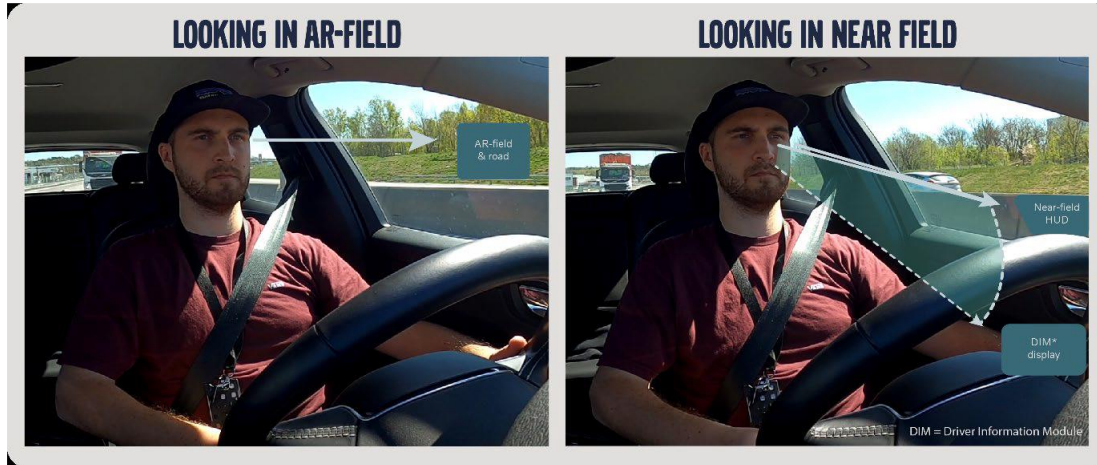 LOOKING IN AR-FIELD
LOOKING IN NEAR FIELD
AR-field
& road
Near-field
HUD
DIM*
display
DIM = Driver Information Module